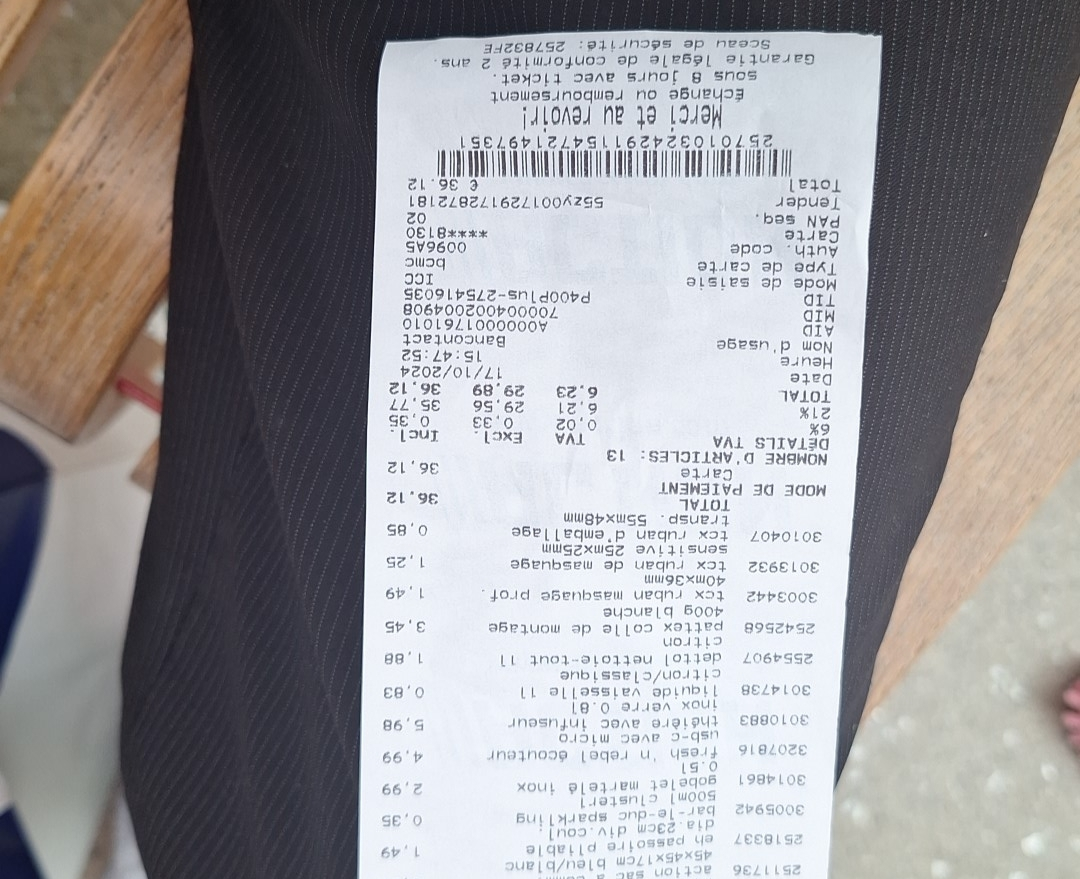 2511736 action sac à
45x45x17cm bleu/blanc
2518337 eh passoire pliable 1,49
dia.23cm div.coul:
3005942 bar-le-duc sparkling 0,35
500ml cluster1
3014861 gobelet martelé inox 2,99
0.5l
3207816 fresh 'n rebel écouteur 4,99
usb-c avec micro
3010883 théière avec infuseur 5,98
inox verre 0.8l
3014738 liquide vaisselle 1l 0,83
citron/classique
2554907 dettol nettoie-tout 1l 1,88
citron
2542568 pattex colle de montage 3,45
400g blanche
3003442 tcx ruban masquage prof. 1,49
40mx36mm
3013932 tcx ruban de masquage 1,25
sensitive 25mx25mm
3010407 tcx ruban d'emballage 0,85
transp. 55mx48mm
TOTAL 36,12
MODE DE PAIEMENT
Carte 36,12
NOMBRE D'ARTICLES: 13
DÉTAILS TVA TVA Excl. Incl.
6% 0,02 0,33 0,35
21% 6,21 29,56 35,77
TOTAL 6,23 29,89 36,12
Date 17/10/2024
Heure 15:47:52
Nom d'usage Bancontact
AID A0000001761010
MID 700004002004908
TID P400Plus-275416035
Mode de saisie ICC
Type de carte bcmc
Auth. code 0096A5
Carte ****8130
PAN seq. 02
Tender 55zy001729172872181
Total € 36.12
257010324291154721497351
Merci et au revoir!
Échange ou remboursement
sous 8 jours avec ticket.
Garantie légale de conformité 2 ans.
Sceau de sécurité: 257832FE